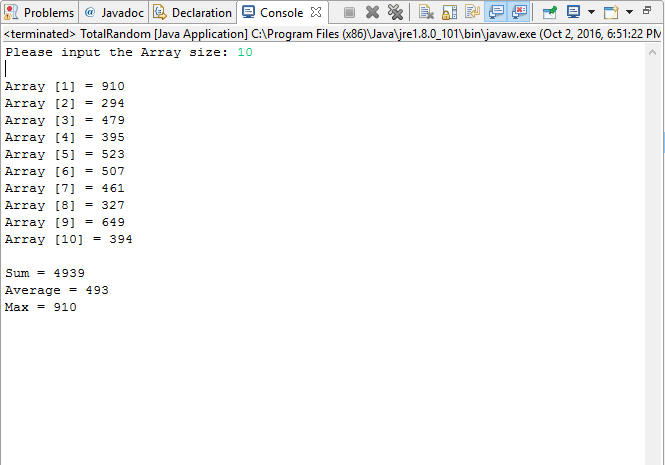 Problems @ Javadoc Declaration Console
<terminated> TotalRandom [Java Application] C:\Program Files (x86)\Java\jre1.8.0_101\bin\javaw.exe (Oct 2, 2016, 6:51:22 PM
Please input the Array size: 10
Array [1] = 910
Array [2] = 294
Array [3] = 479
Array [4] = 395
Array [5] = 523
Array [6] = 507
Array [7] = 461
Array [8] = 327
Array [9] = 649
Array [10] = 394
Sum = 4939
Average = 493
Max = 910